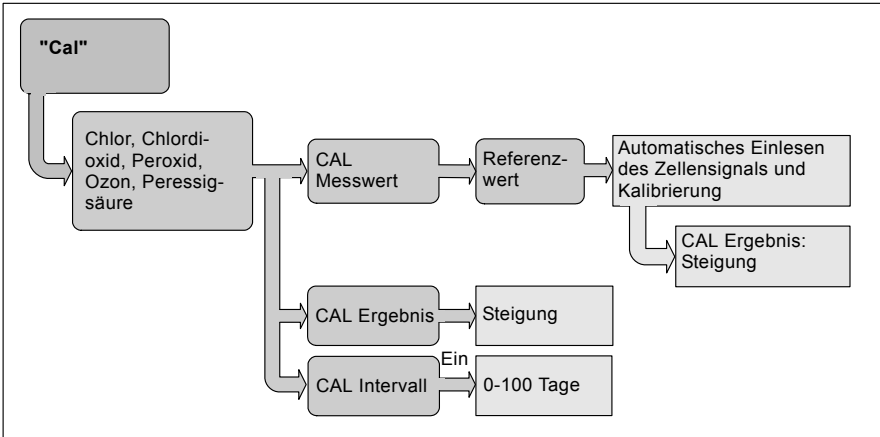 "Cal"
Chlor, Chlordi-
oxid, Peroxid,
Ozon, Peressig-
säure
CAL
Messwert
Referenz-
wert
Automatisches Einlesen
des Zellensignals und
Kalibrierung
CAL Ergebnis:
Steigung
CAL Ergebnis
Steigung
CAL Intervall
Ein
0-100 Tage